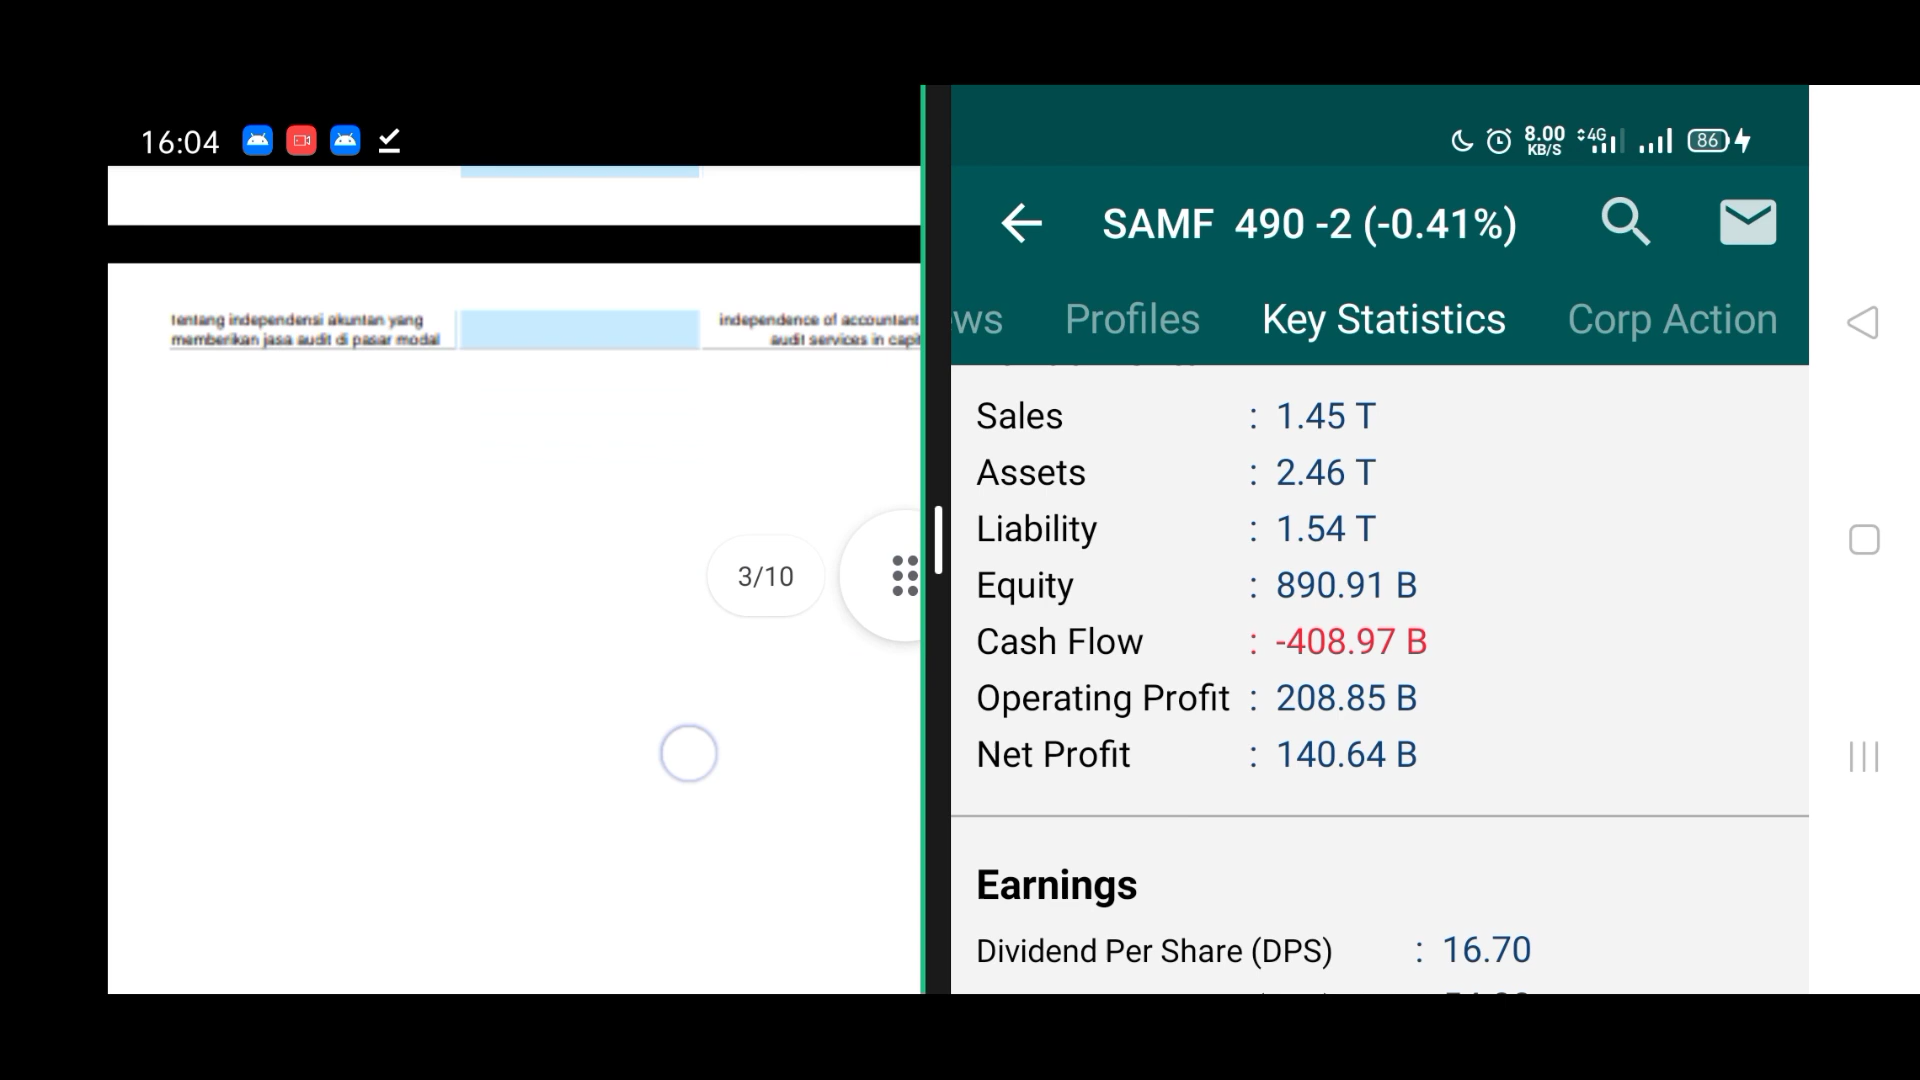 16:04
8.00
KB/S
4G
86
tentang independensi akuntan yang
memberikan jasa audit di pasar modal
independence of accountant
audit services in
3/10
SAMF 490 -2 (-0.41%)
ws Profiles Key Statistics Corp Action
Sales : 1.45 T
Assets : 2.46 T
Liability : 1.54 T
Equity : 890.91 B
Cash Flow : -408.97 B
Operating Profit : 208.85 B
Net Profit : 140.64 B
Earnings
Dividend Per Share (DPS) : 16.70